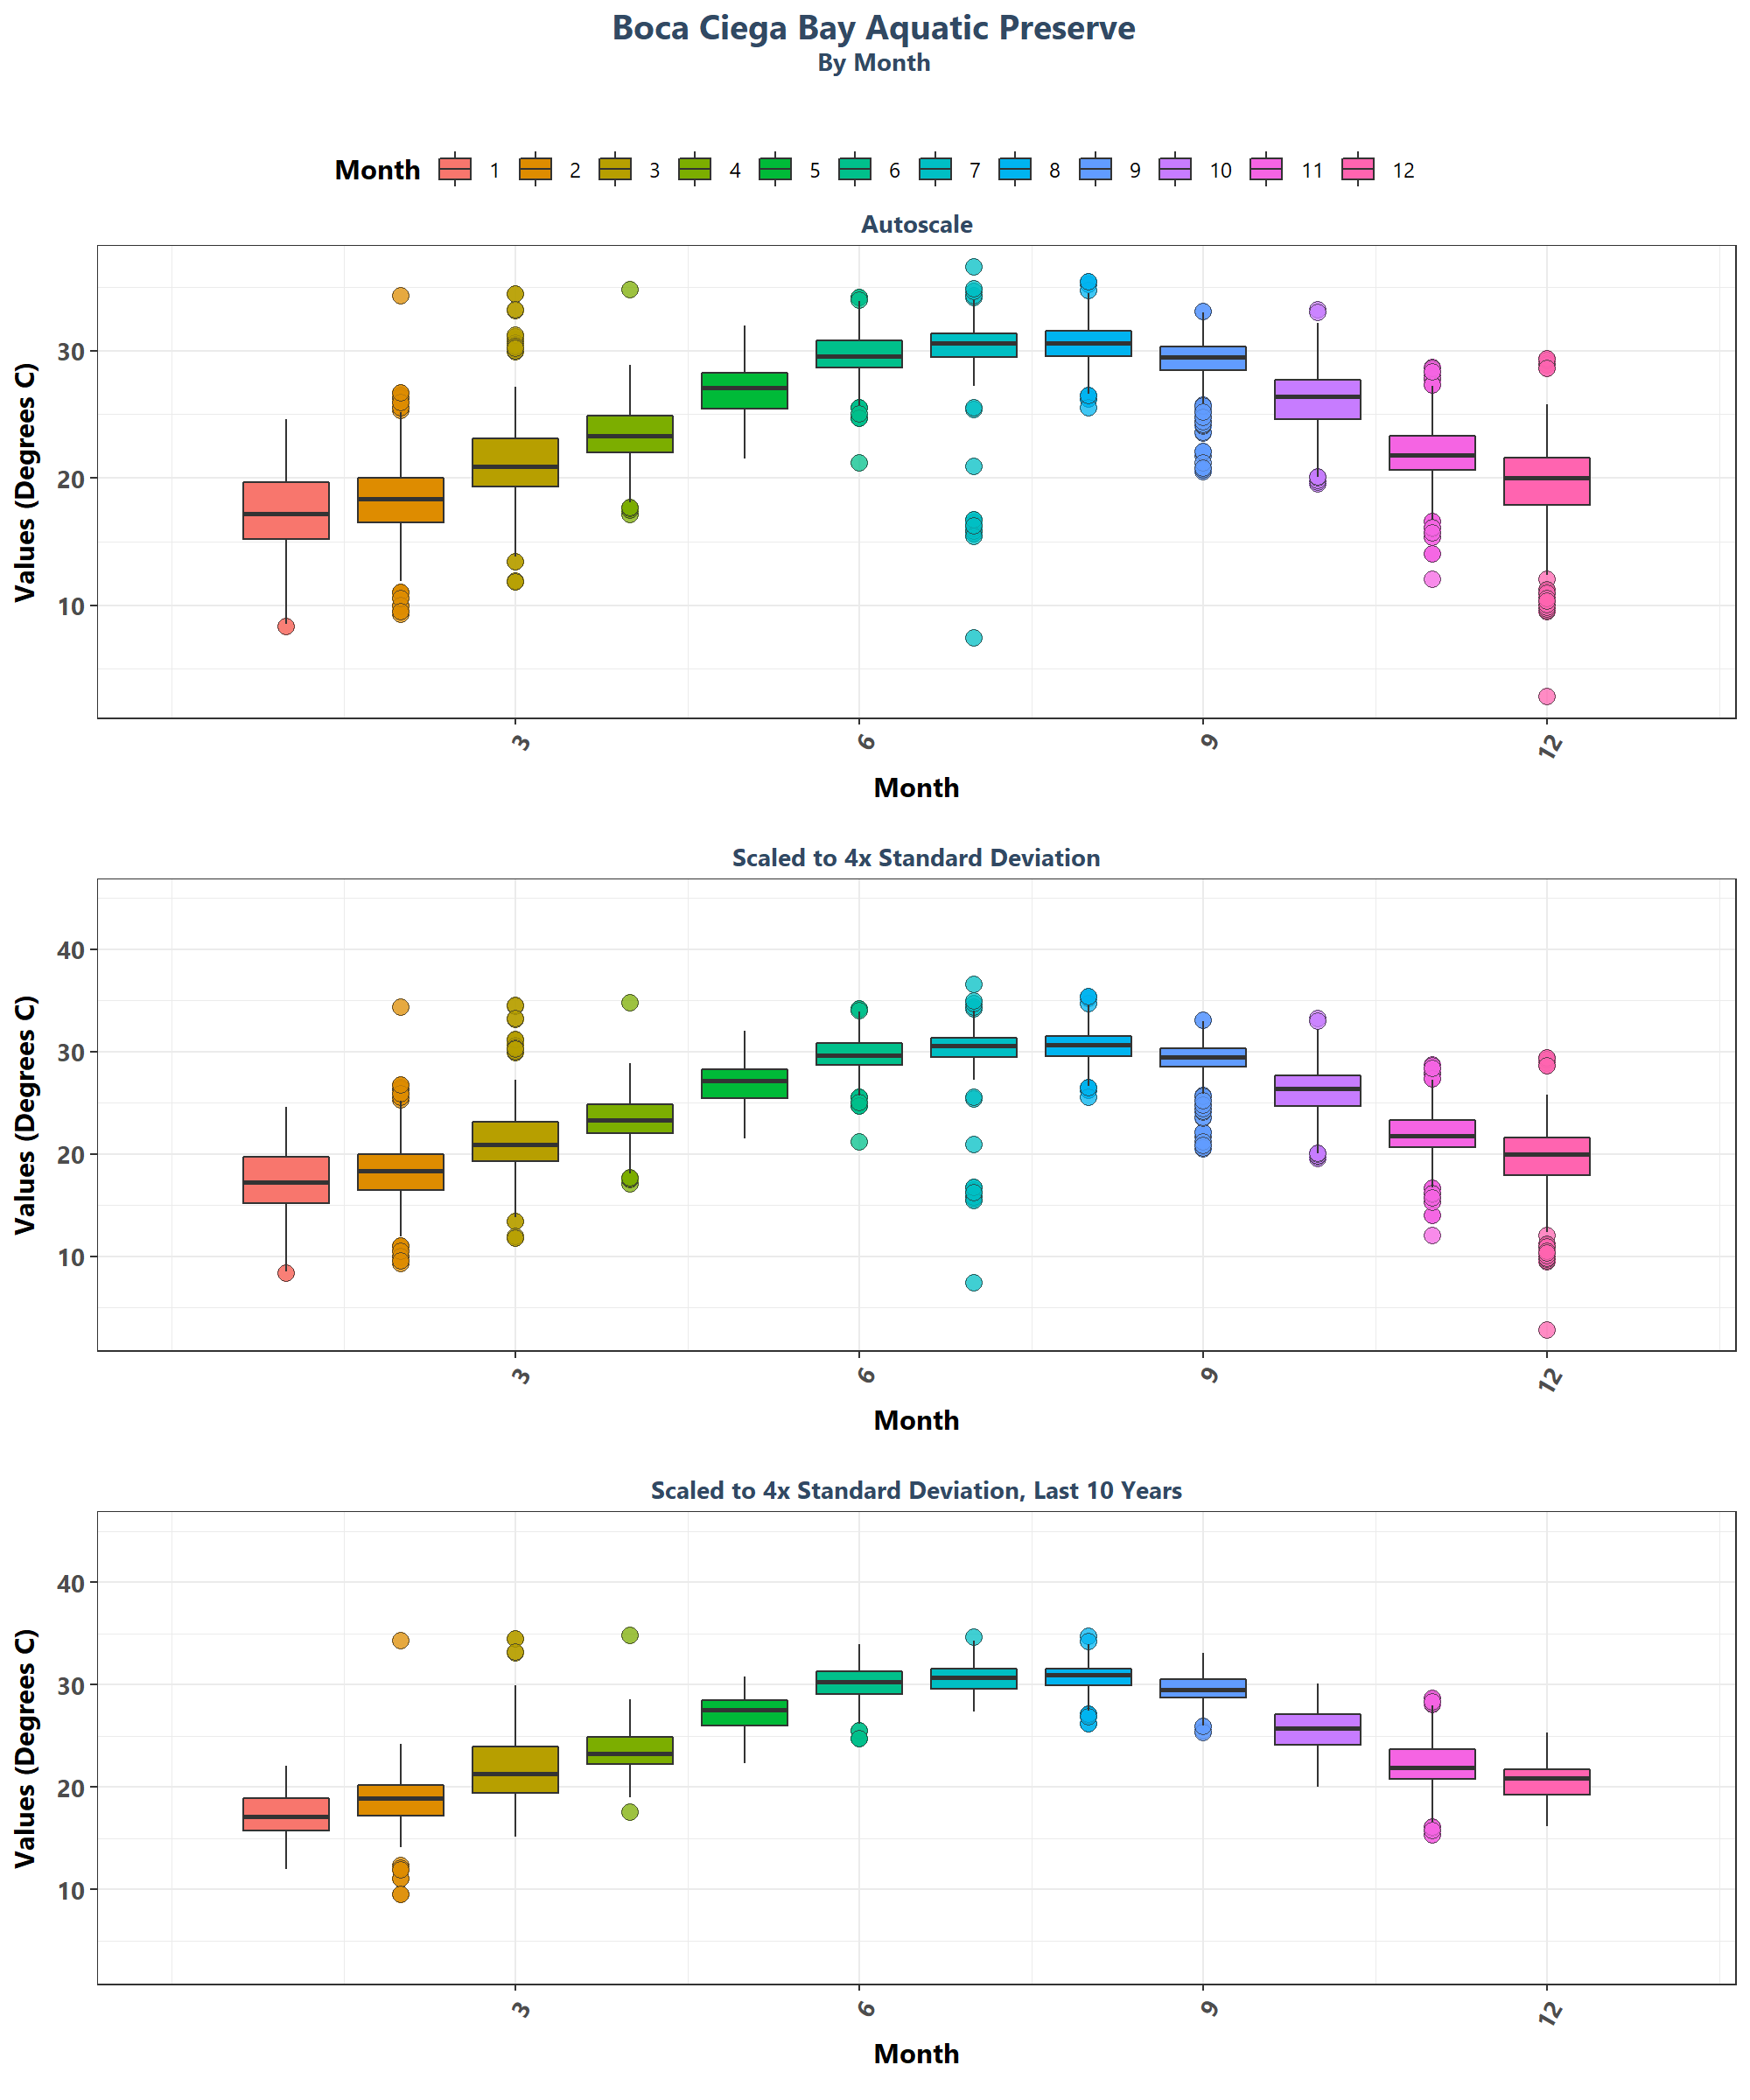 Boca Ciega Bay Aquatic Preserve
By Month
Month 1 2 3 4 5 6 7 8 9 10 11 12
Autoscale
Values (Degrees C)
30
20
10
3 6 9 12
Month
Scaled to 4x Standard Deviation
Values (Degrees C)
40
30
20
10
3 6 9 12
Month
Scaled to 4x Standard Deviation, Last 10 Years
Values (Degrees C)
40
30
20
10
3 6 9 12
Month